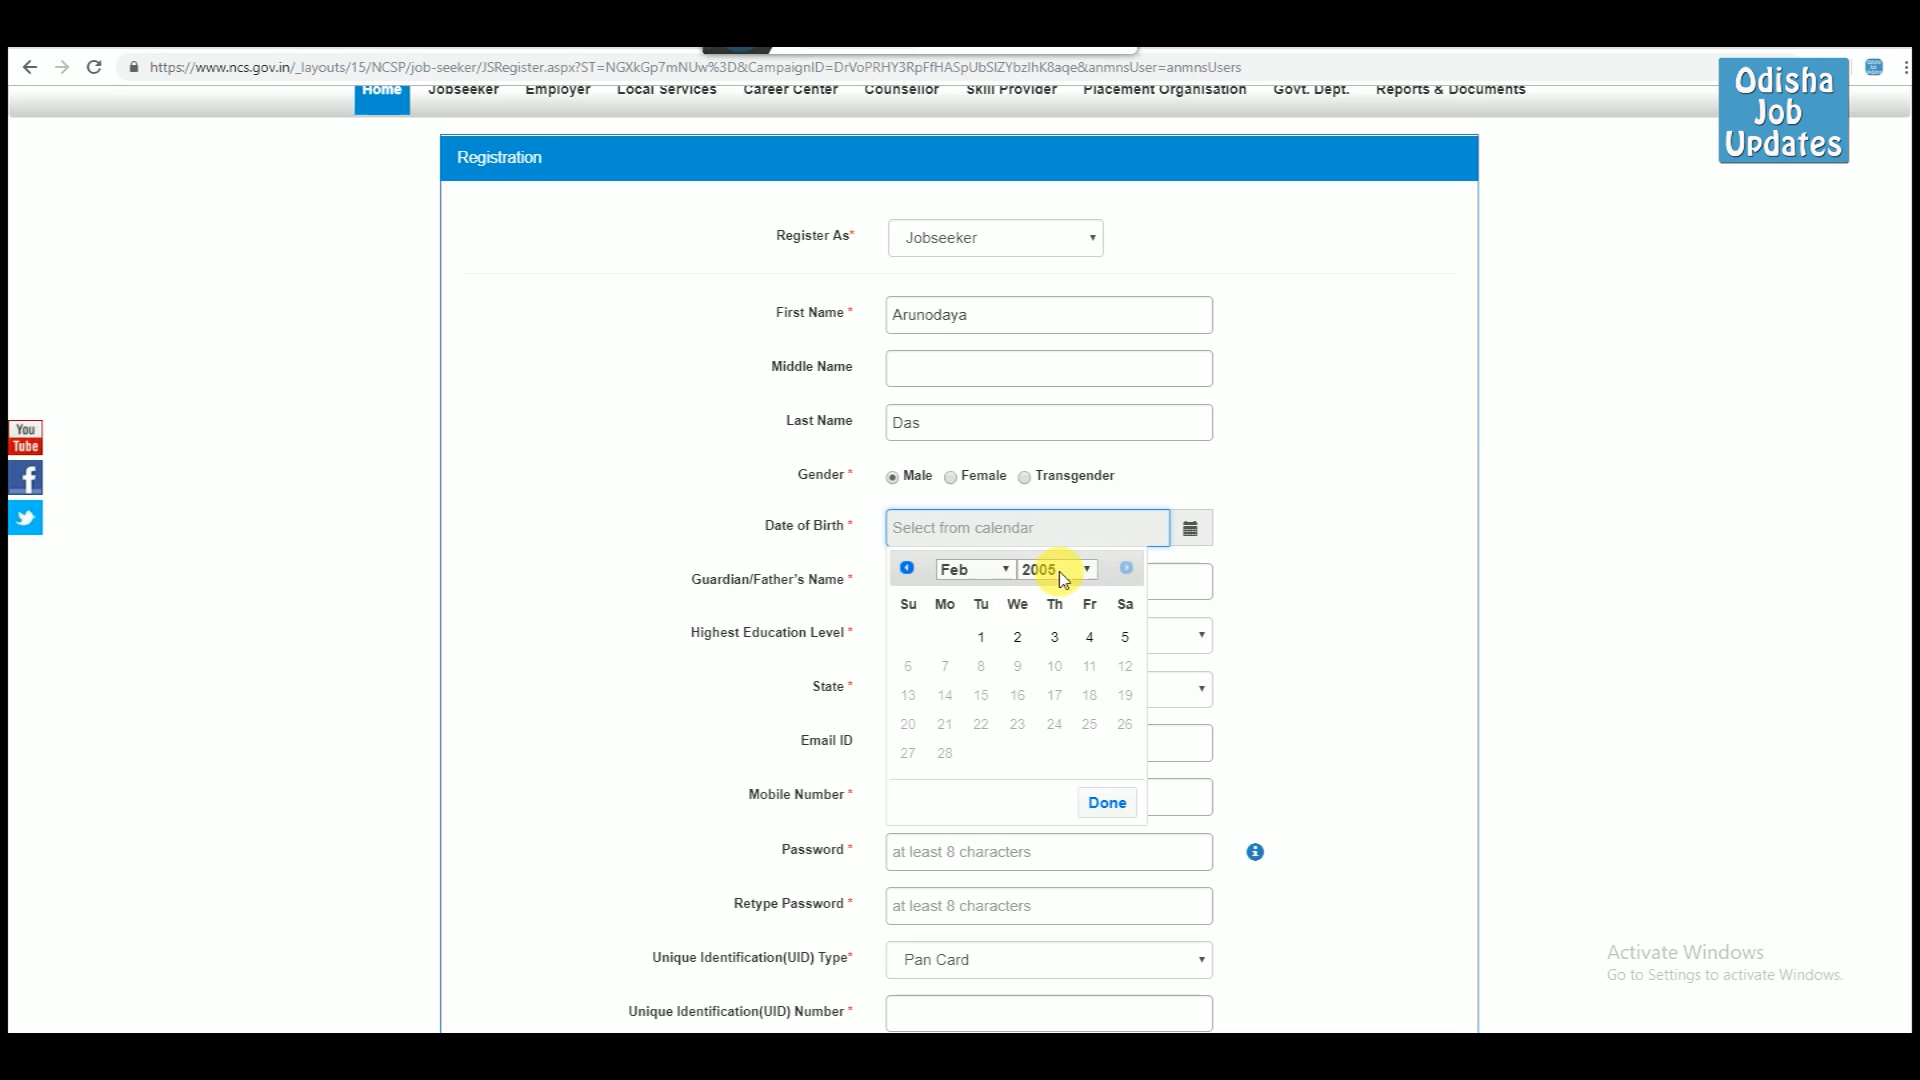 https://www.ncs.gov.in/_layouts/15/NCSP/job-seeker/JSRegister.aspx?ST=NGXkGp7mNUw%3D&CampaignID=DrVoPRHY3RpFfHASpUbSIZYbzlhK8aqe&anmnsUser=anmnsUsers
Home Jobseeker Employer Local Services Career Center Counsellor Skill Provider Placement Organisation Govt. Dept. Reports & Documents
Odisha
Job
Updates
Registration
Register As* Jobseeker
First Name * Arunodaya
Middle Name
Last Name Das
Gender * Male Female Transgender
You
Tube
Date of Birth * Select from calendar
Feb 2005
Guardian/Father's Name *
Su Mo Tu We Th Fr Sa
Highest Education Level *
1 2 3 4 5
6 7 8 9 10 11 12
State *
13 14 15 16 17 18 19
20 21 22 23 24 25 26
Email ID
27 28
Mobile Number *
Done
Password * at least 8 characters
Retype Password * at least 8 characters
Unique Identification(UID) Type* Pan Card
Unique Identification(UID) Number *
Activate Windows
Go to Settings to activate Windows.